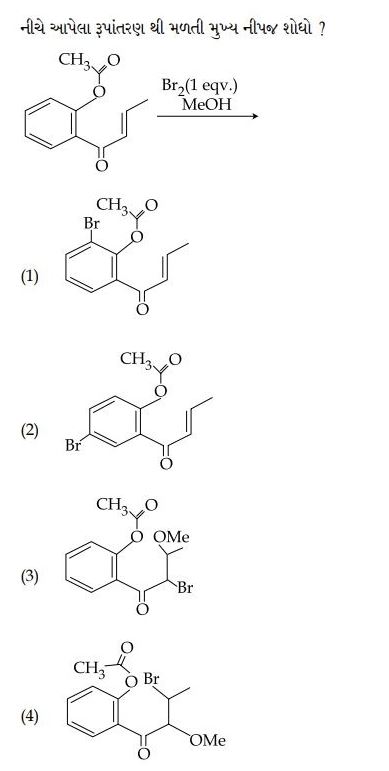 નીચે આપેલા રૂપાંતરણ થી મળતી મુખ્ય નીપજ શોધો ?
CH₃ O
O
O
Br₂(1 eqv.)
MeOH
(1)
CH₃ O
Br O
O
(2)
CH₃ O
O
Br
O
(3)
CH₃ O
O OMe
Br
O
(4)
O
CH₃
O Br
OMe
O